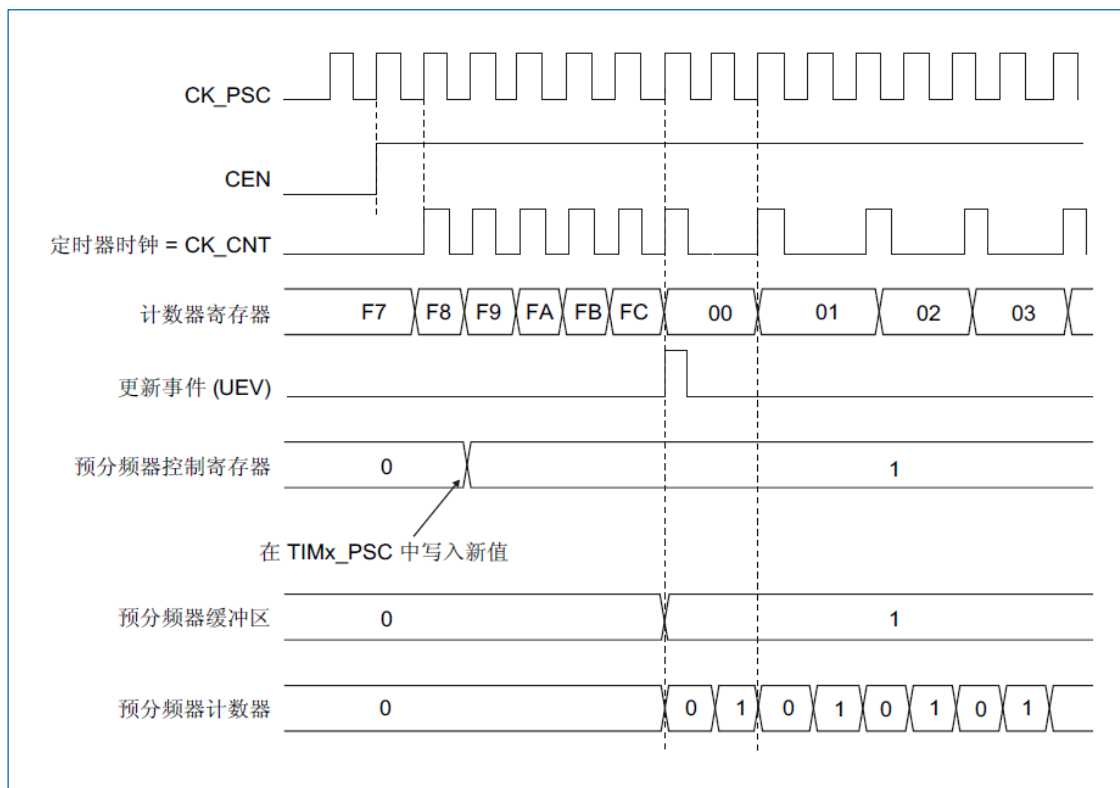 CK_PSC
CEN
定时器时钟 = CK_CNT
计数器寄存器 F7 F8 F9 FA FB FC 00 01 02 03
更新事件 (UEV)
预分频器控制寄存器 0 1
在 TIMx_PSC 中写入新值
预分频器缓冲区 0 1
预分频器计数器 0 0 1 0 1 0 1 0 1